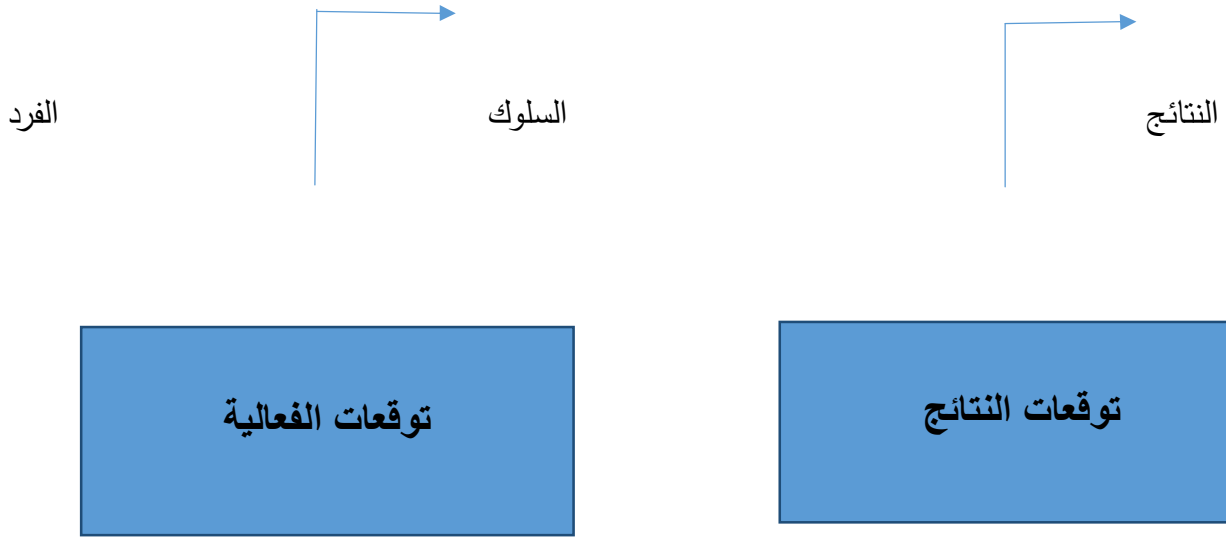 الفرد
السلوك
النتائج
توقعات الفعالية
توقعات النتائج